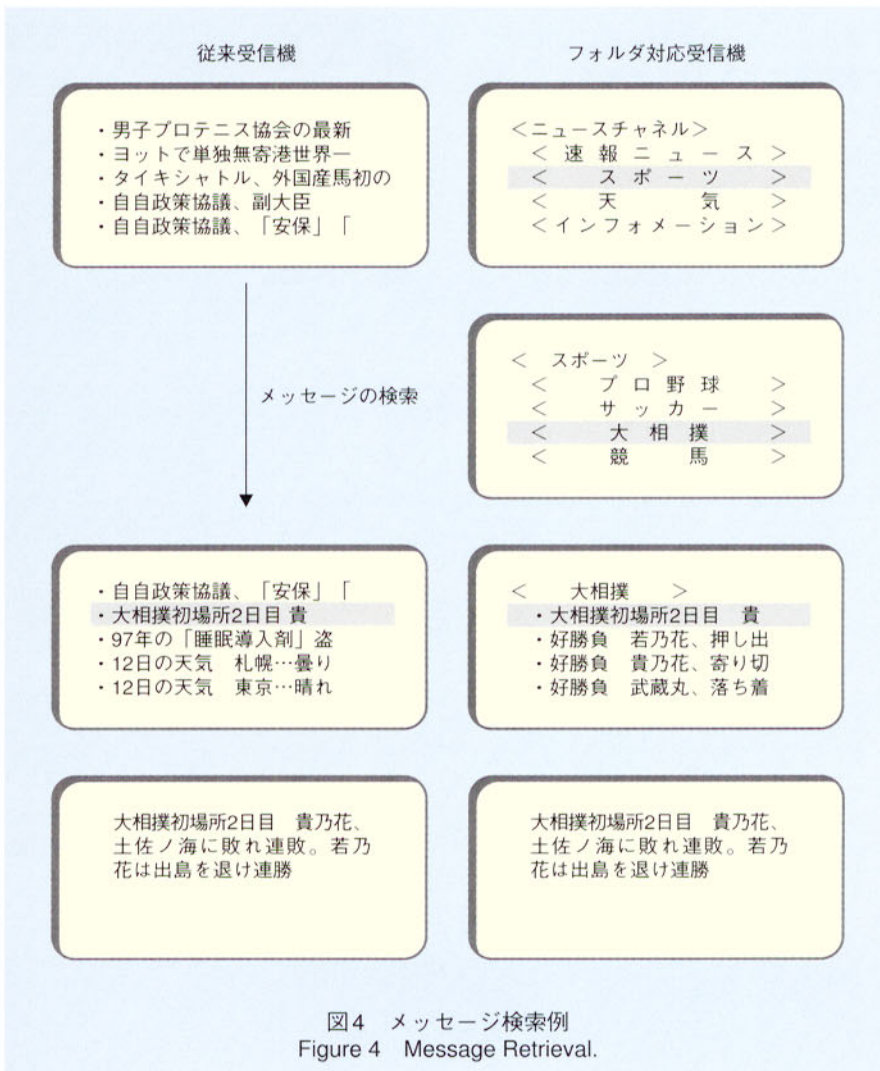 従来受信機
・男子プロテニス協会の最新
・ヨットで単独無寄港世界一
・タイキシャトル、外国産馬初の
・自自政策協議、副大臣
・自自政策協議、「安保」「
メッセージの検索
・自自政策協議、「安保」「
・大相撲初場所2日目 貴
・97年の「睡眠導入剤」盗
・12日の天気　札幌…曇り
・12日の天気　東京…晴れ
大相撲初場所2日目　貴乃花、
土佐ノ海に敗れ連敗。若乃
花は出島を退け連勝
フォルダ対応受信機
＜ニュースチャネル＞
＜ 速 報 ニ ュ ー ス ＞
＜ ス ポ ー ツ ＞
＜ 天 気 ＞
＜インフォメーション＞
＜ スポーツ ＞
＜ プ ロ 野 球 ＞
＜ サ ッ カ ー ＞
＜ 大 相 撲 ＞
＜ 競 馬 ＞
＜ 大相撲 ＞
・大相撲初場所2日目　貴
・好勝負　若乃花、押し出
・好勝負　貴乃花、寄り切
・好勝負　武蔵丸、落ち着
大相撲初場所2日目　貴乃花、
土佐ノ海に敗れ連敗。若乃
花は出島を退け連勝
図4　メッセージ検索例
Figure 4　Message Retrieval.